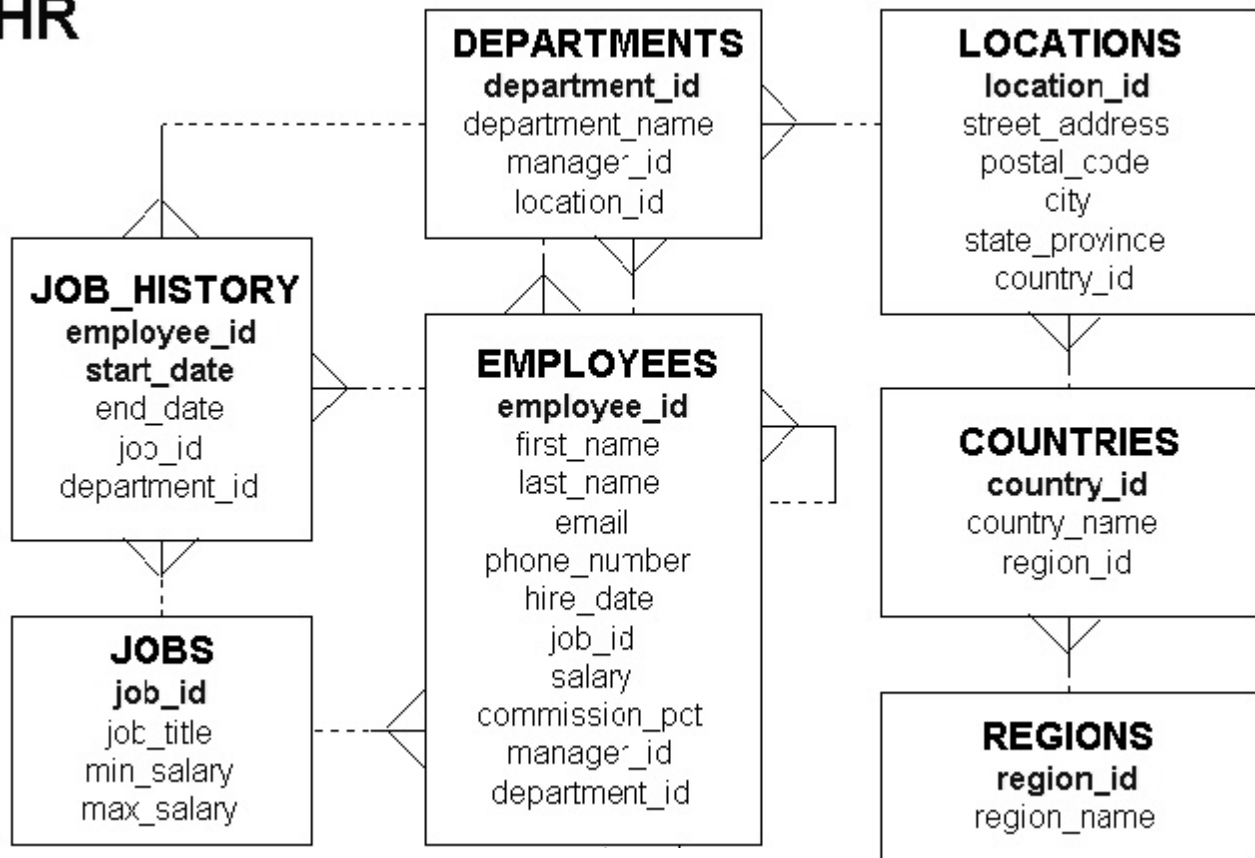 HR
DEPARTMENTS
department_id
department_name
manager_id
location_id
LOCATIONS
location_id
street_address
postal_code
city
state_province
country_id
JOB_HISTORY
employee_id
start_date
end_date
job_id
department_id
EMPLOYEES
employee_id
first_name
last_name
email
phone_number
hire_date
job_id
salary
commission_pct
manager_id
department_id
COUNTRIES
country_id
country_name
region_id
JOBS
job_id
job_title
min_salary
max_salary
REGIONS
region_id
region_name